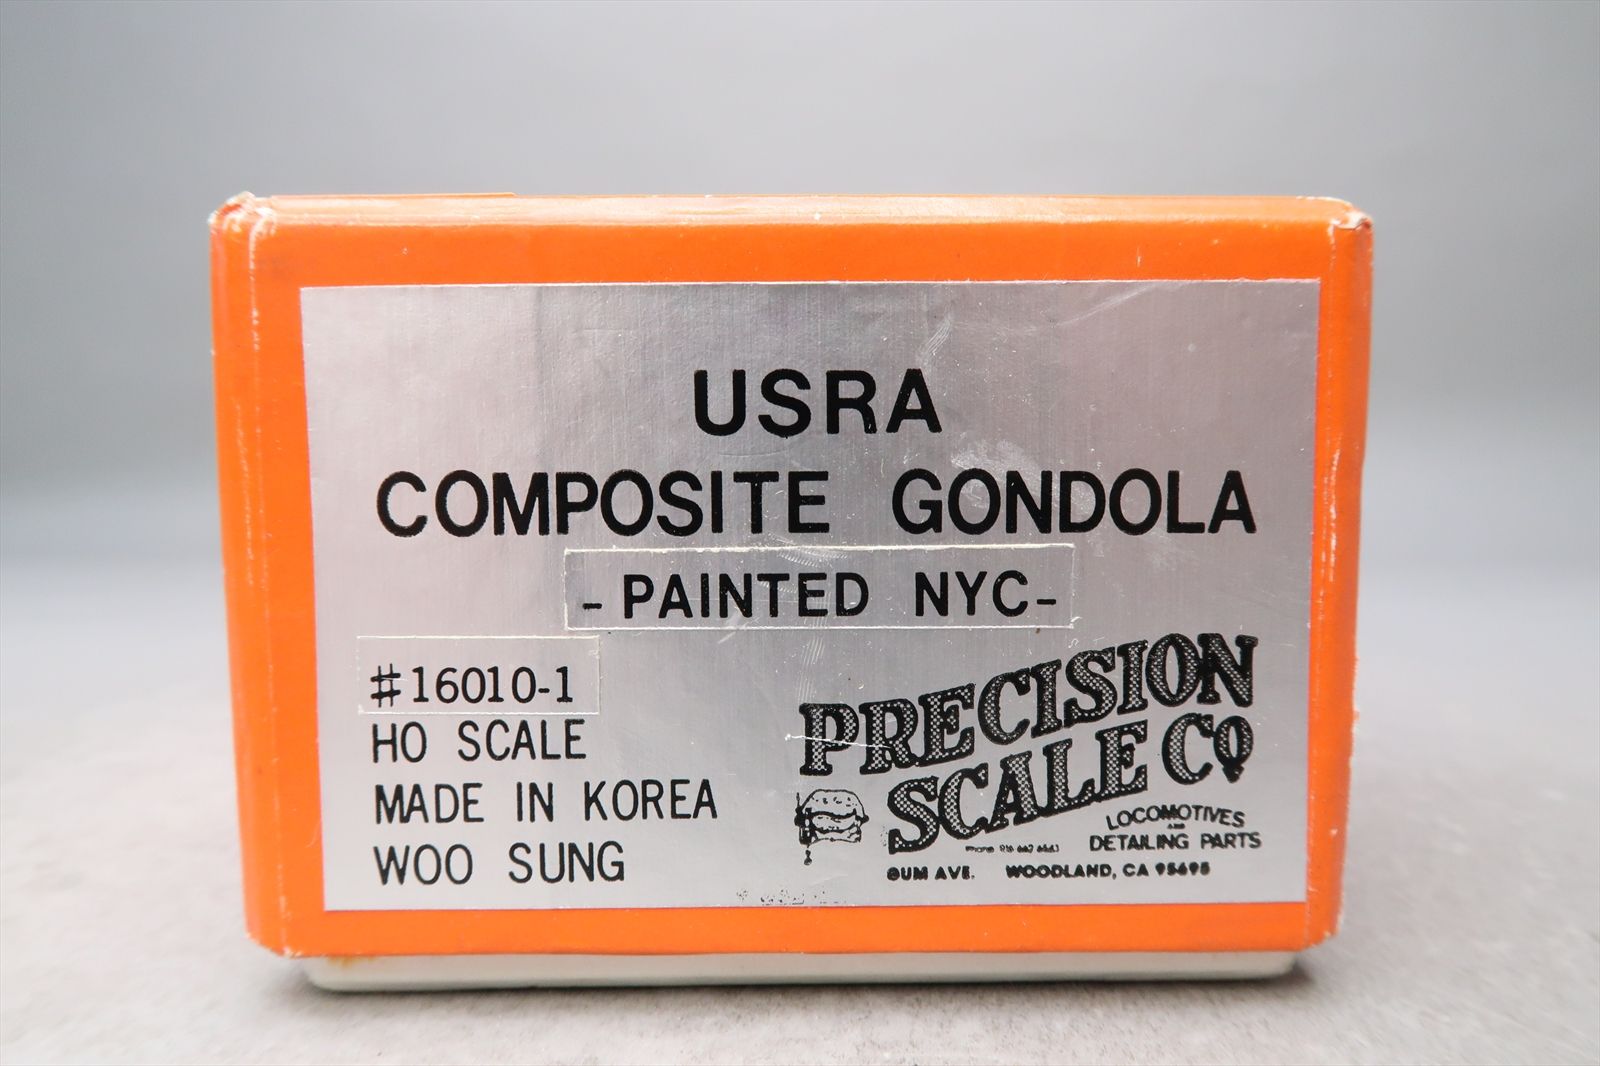 USRA
COMPOSITE GONDOLA
- PAINTED NYC-
#16010-1
HO SCALE
MADE IN KOREA
WOO SUNG
PRECISION
SCALE CO
LOCOMOTIVES
AND
DETAILING PARTS
GUM AVE. WOODLAND, CA 95695